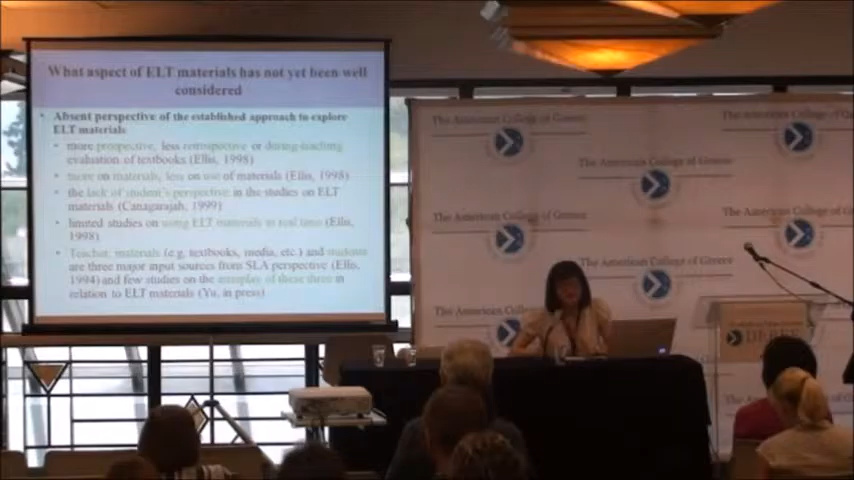 What aspect of ELT materials has not yet been well
considered
• Absent perspective of the established approach to explore
ELT materials
• more prospective, less retrospective or during-teaching
evaluation of textbooks (Ellis, 1998)
• more on materials, less on use of materials (Ellis, 1998)
• the lack of student's perspective in the studies on ELT
materials (Canagarajah, 1999)
• limited studies on using ELT materials in real time (Ellis,
1998)
• Teacher, materials (e.g. textbooks, media, etc.) and students
are three major input sources from SLA perspective (Ellis,
1994) and few studies on the interplay of these three in
relation to ELT materials (Yu, in press)
The American College of Greece
The American College of
The American College of Greece
The American College of Greece
The American College of
The American College of Greece
The American
DEREE